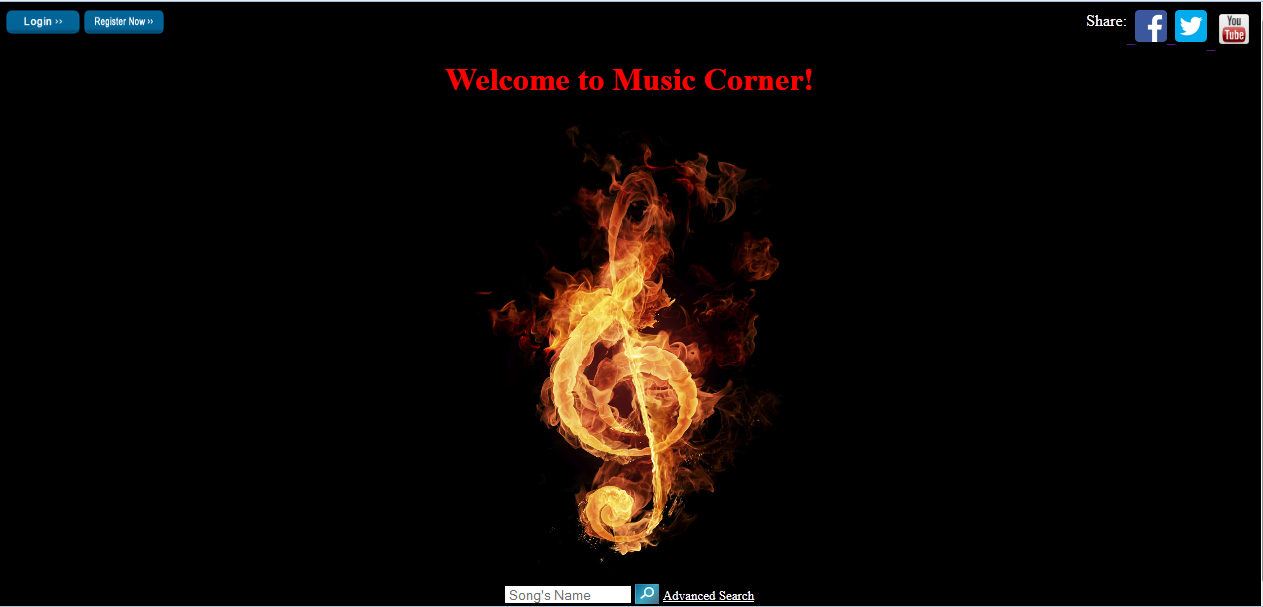 Login >>
Register Now >>
Share:
f
You
Tube
Welcome to Music Corner!
Song's Name
Advanced Search